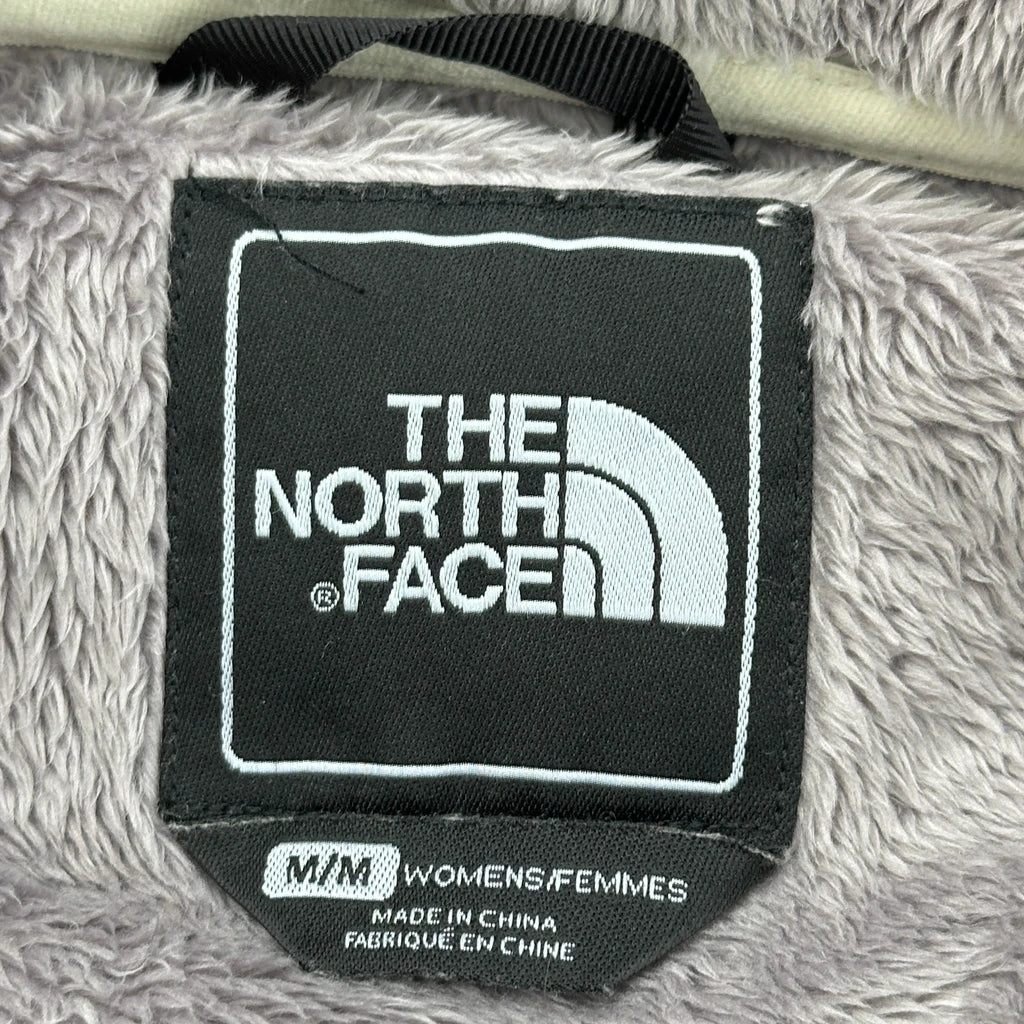 THE
NORTH
®FACE
M/M WOMENS/FEMMES
MADE IN CHINA
FABRIQUÉ EN CHINE